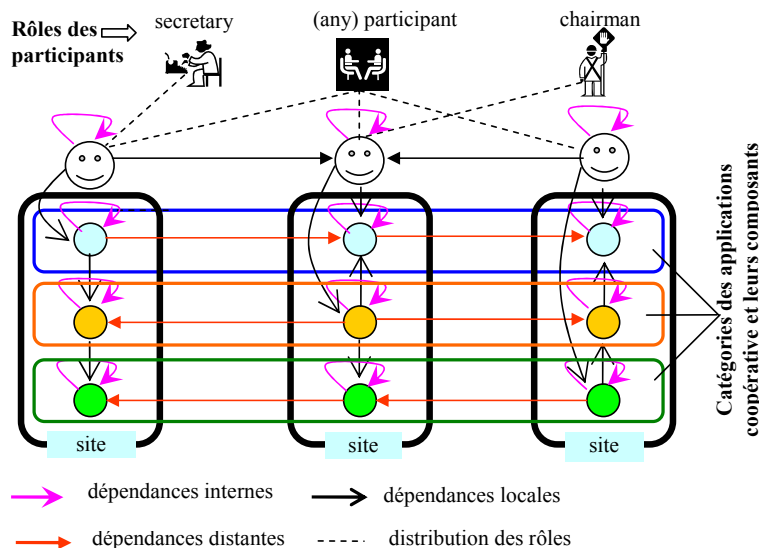 Rôles des
participants
secretary
(any) participant
chairman
Catégories des applications
coopérative et leurs composants
site
site
site
dépendances internes
dépendances locales
dépendances distantes
distribution des rôles